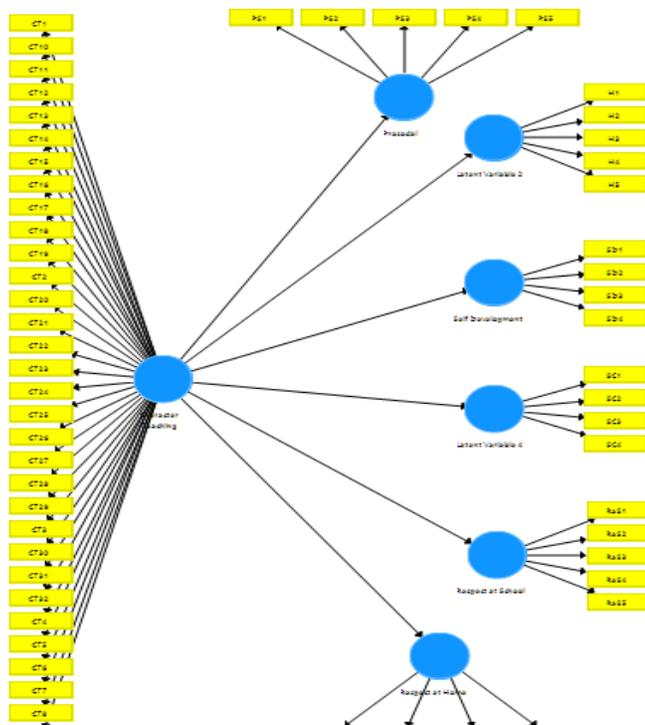 CT1
CT10
CT11
CT12
CT13
CT14
CT15
CT16
CT17
CT18
CT19
CT2
CT20
CT21
CT22
CT23
CT24
CT25
CT26
CT27
CT28
CT29
CT3
CT30
CT31
CT32
CT4
CT5
CT6
CT7
CT8
PS1
PS2
PS3
PS4
PS5
H1
H2
H3
H4
H5
Latent Variable 2
SD1
SD2
SD3
SD4
Self Development
SC1
SC2
SC3
SC4
Latent Variable 4
RaS1
RaS2
RaS3
RaS4
RaS5
Respect at School
Respect at Home